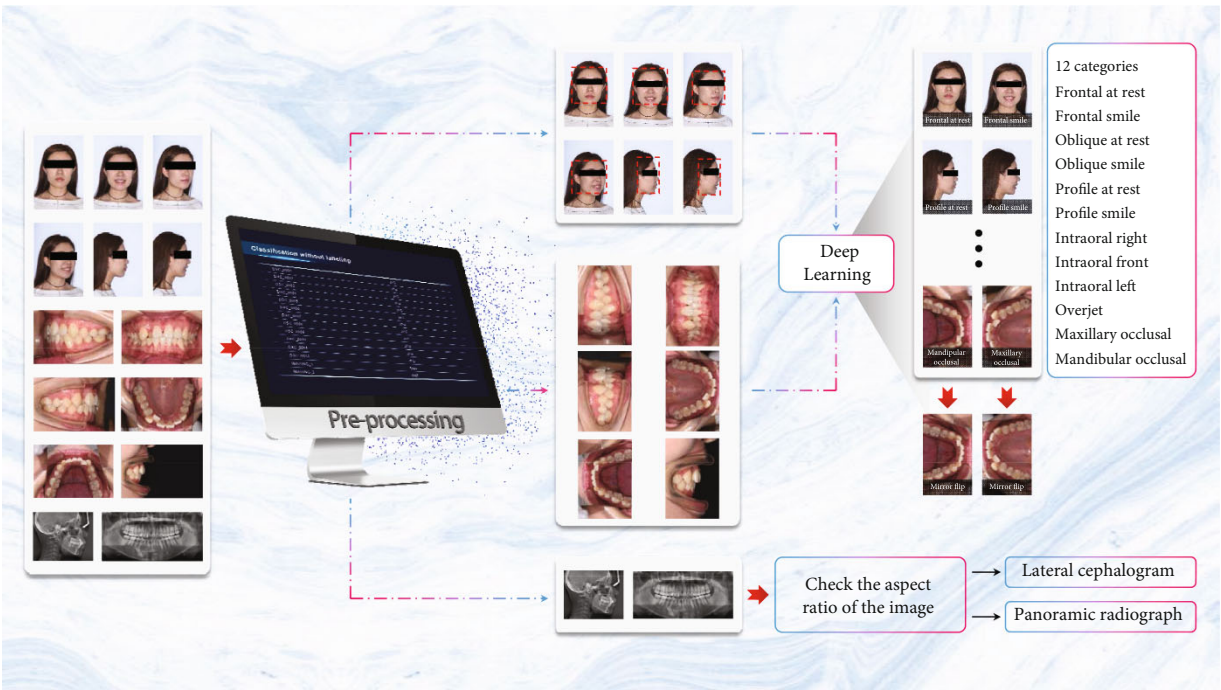 Classification without labeling
Pre-processing
Deep
Learning
Frontal at rest
Frontal smile
Profile at rest
Profile smile
Mandipular
occlusal
Maxillary
occlusal
Mirror flip
Mirror flip
12 categories
Frontal at rest
Frontal smile
Oblique at rest
Oblique smile
Profile at rest
Profile smile
Intraoral right
Intraoral front
Intraoral left
Overjet
Maxillary occlusal
Mandibular occlusal
Check the aspect
ratio of the image
Lateral cephalogram
Panoramic radiograph